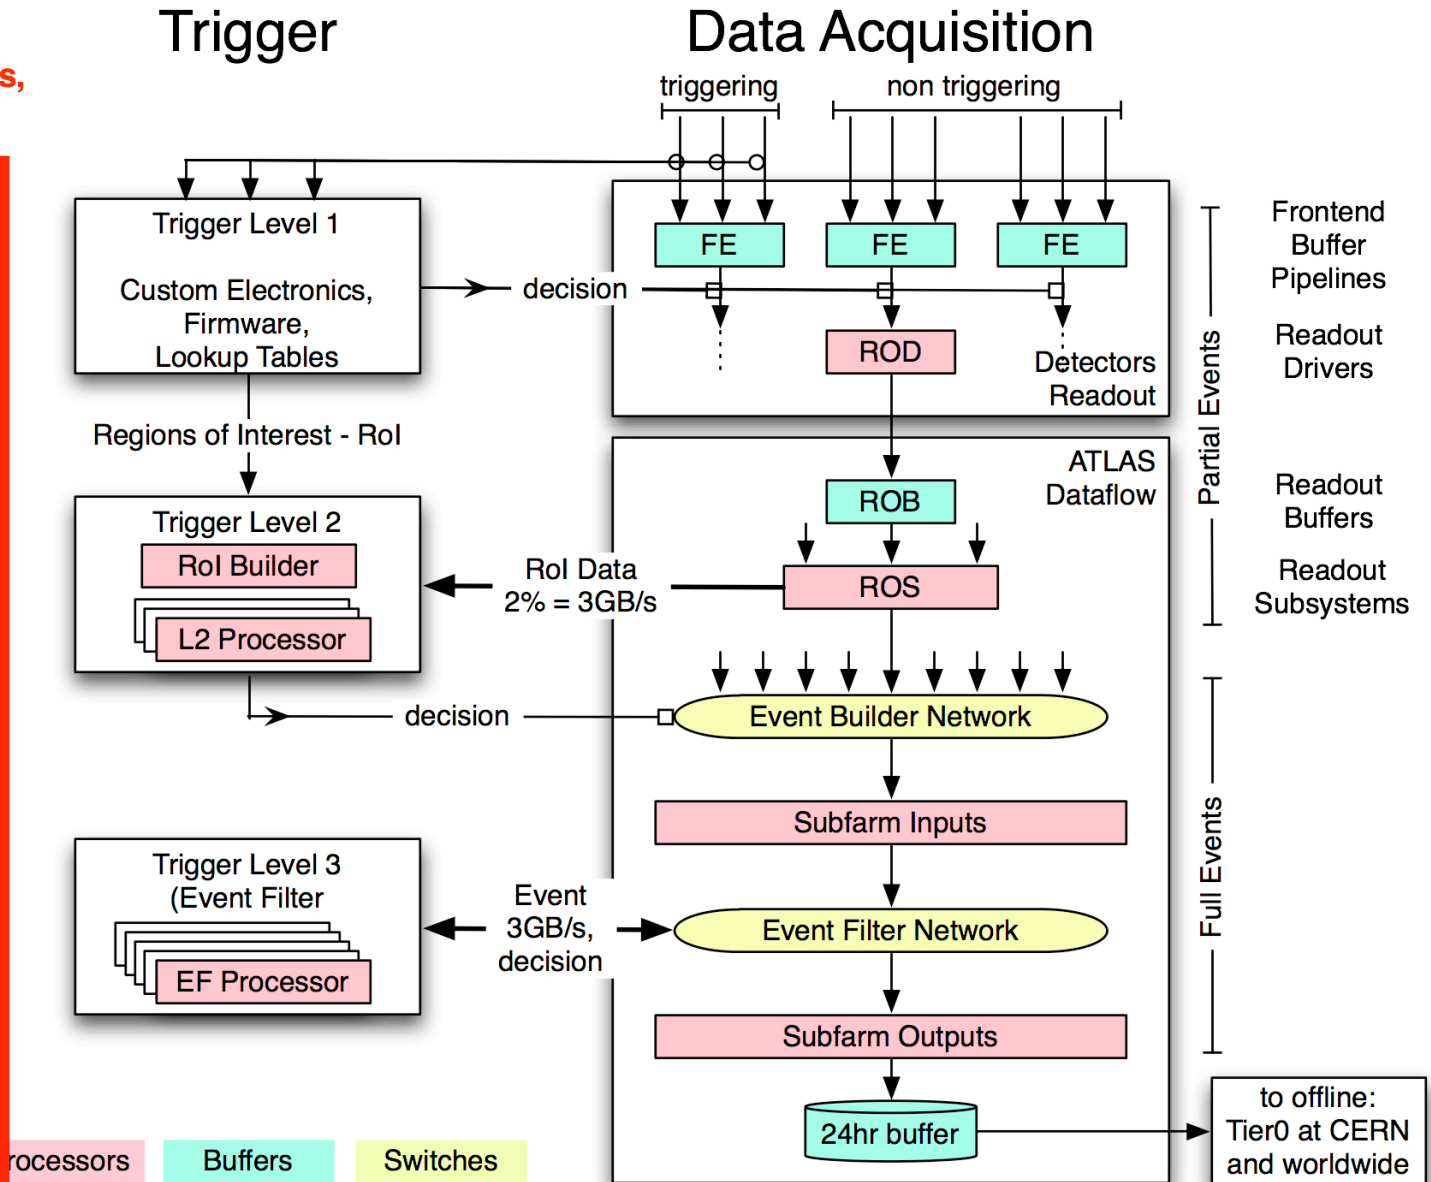 Trigger
Data Acquisition
s,
triggering
non triggering
Trigger Level 1
Custom Electronics,
Firmware,
Lookup Tables
decision
FE
FE
FE
ROD
Detectors
Readout
Frontend
Buffer
Pipelines
Readout
Drivers
Partial Events
Regions of Interest - RoI
ATLAS
Dataflow
ROB
Readout
Buffers
Trigger Level 2
RoI Builder
L2 Processor
RoI Data
2% = 3GB/s
ROS
Readout
Subsystems
decision
Event Builder Network
Subfarm Inputs
Full Events
Trigger Level 3
(Event Filter
EF Processor
Event
3GB/s,
decision
Event Filter Network
Subfarm Outputs
24hr buffer
to offline:
Tier0 at CERN
and worldwide
rocessors
Buffers
Switches